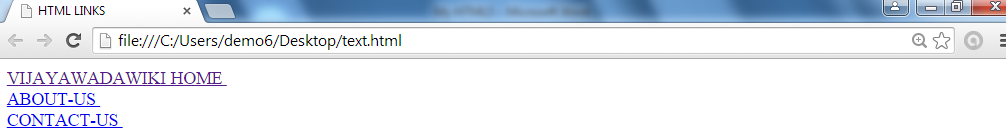 HTML LINKS
file:///C:/Users/demo6/Desktop/text.html
VIJAYAWADAWIKI HOME
ABOUT-US
CONTACT-US